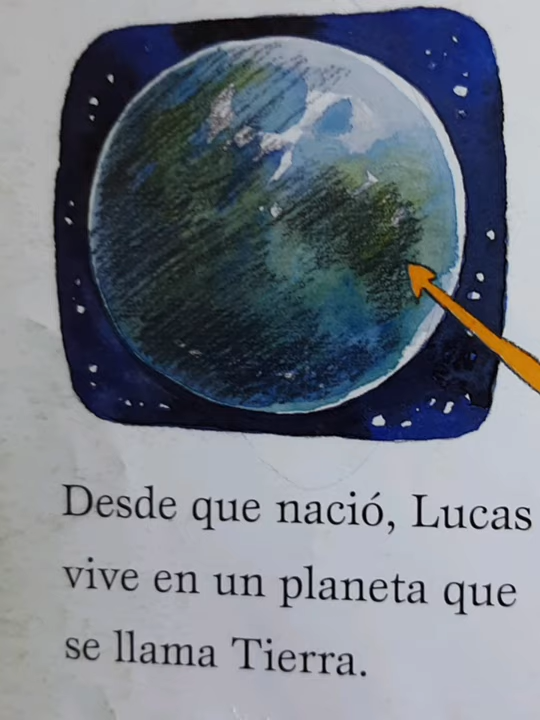 Desde que nació, Lucas
vive en un planeta que
se llama Tierra.